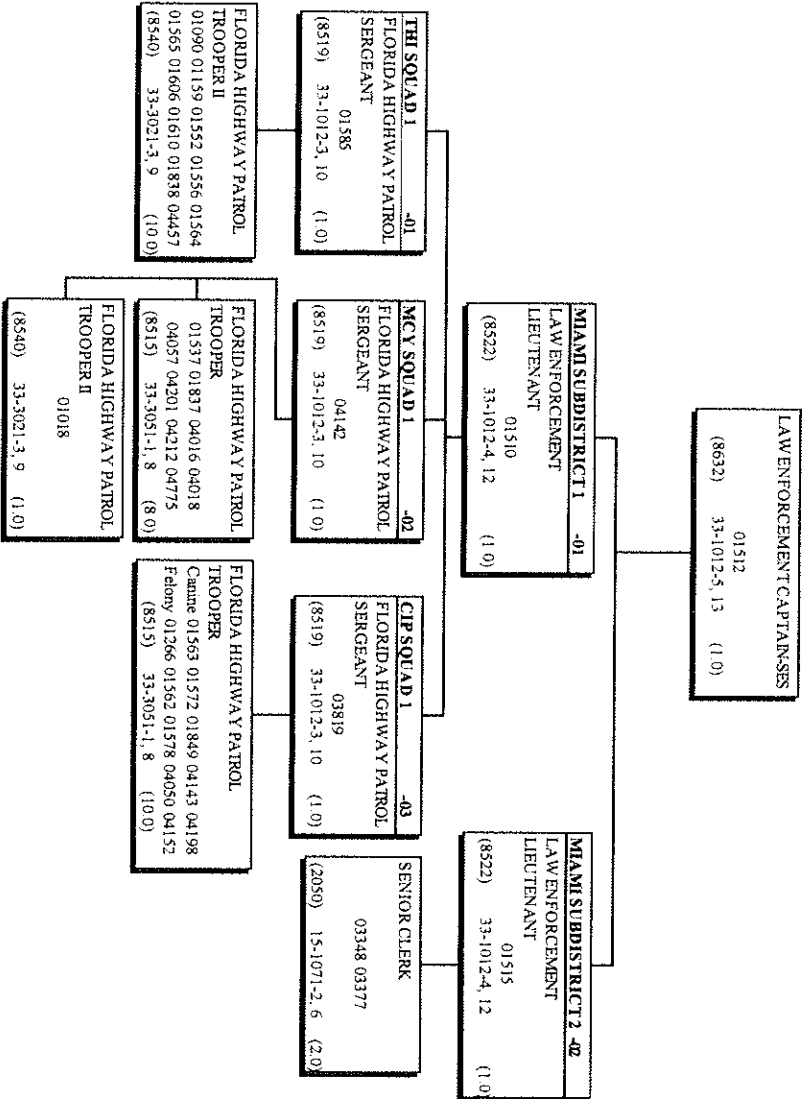 LAW ENFORCEMENT CAPTAIN-SES
01512
(8632) 33-1012-5, 13 (1.0)
MIAMI SUBDISTRICT 1 -01
LAW ENFORCEMENT
LIEUTENANT
01510
(8522) 33-1012-4, 12 (1 0)
MIAMI SUBDISTRICT 2 -02
LAW ENFORCEMENT
LIEUTENANT
01515
(8522) 33-1012-4, 12 (1.0)
THI SQUAD 1 -01
FLORIDA HIGHWAY PATROL
SERGEANT
01585
(8519) 33-1012-3, 10 (1.0)
MCY SQUAD 1 -02
FLORIDA HIGHWAY PATROL
SERGEANT
04142
(8519) 33-1012-3, 10 (1 0)
CIP SQUAD 1 -03
FLORIDA HIGHWAY PATROL
SERGEANT
03819
(8519) 33-1012-3, 10 (1.0)
SENIOR CLERK
03348 03377
(2050) 15-1071-2, 6 (2.0)
FLORIDA HIGHWAY PATROL
TROOPER II
01090 01159 01552 01556 01564
01565 01606 01610 01838 04457
(8540) 33-3021-3, 9 (10 0)
FLORIDA HIGHWAY PATROL
TROOPER
01537 01837 04016 04018
04057 04201 04212 04775
(8515) 33-3051-1, 8 (8 0)
FLORIDA HIGHWAY PATROL
TROOPER
Canine 01563 01572 01849 04143 04198
Felony 01266 01562 01578 04050 04152
(8515) 33-3051-1, 8 (10.0)
FLORIDA HIGHWAY PATROL
TROOPER II
01018
(8540) 33-3021-3, 9 (1.0)